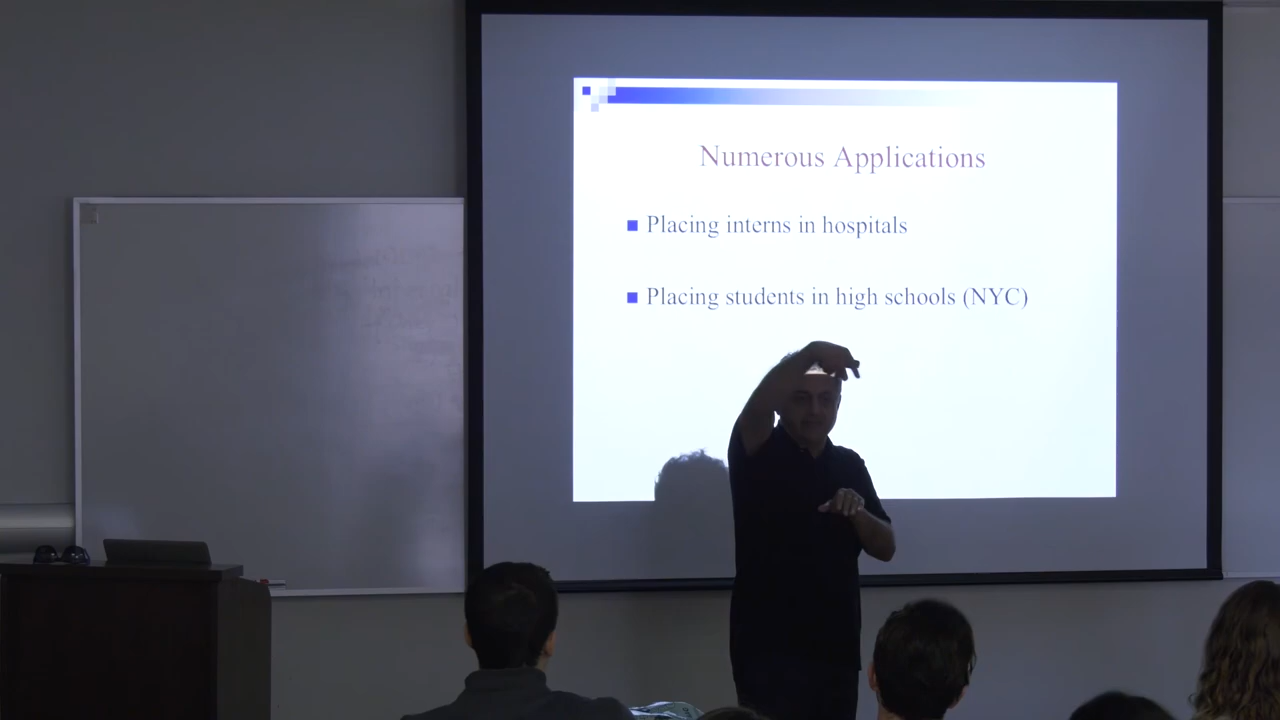 Numerous Applications
Placing interns in hospitals
Placing students in high schools (NYC)